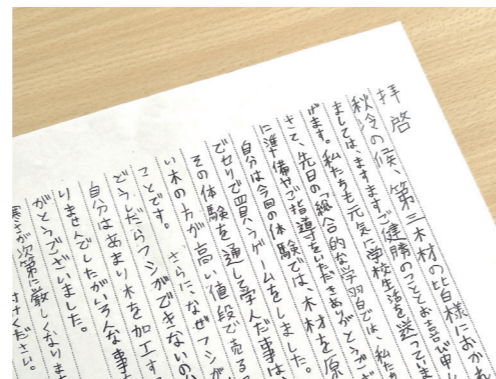 拝啓
秋冷の候、第三木材の皆様におかれ
ましては、ますますご健勝のこととお喜び申し
げます。私たちも元気に学校生活を送っていま
さて、先日の「総合的な学習では、私たち
に準備やご指導をいただきありがとうござ
自分は今回の体験では、木材を原
でセリで四買うゲームをしました。
その体験を通し学んだ事は、
い木の方が高い値段で売る
ことです。さらに、なぜフシが
どうしたらフシができないの
自分はあまり木を加工す
りませんでしたがいろんな事
がとうございました。
寒さが次第に厳しくなりま
ください。